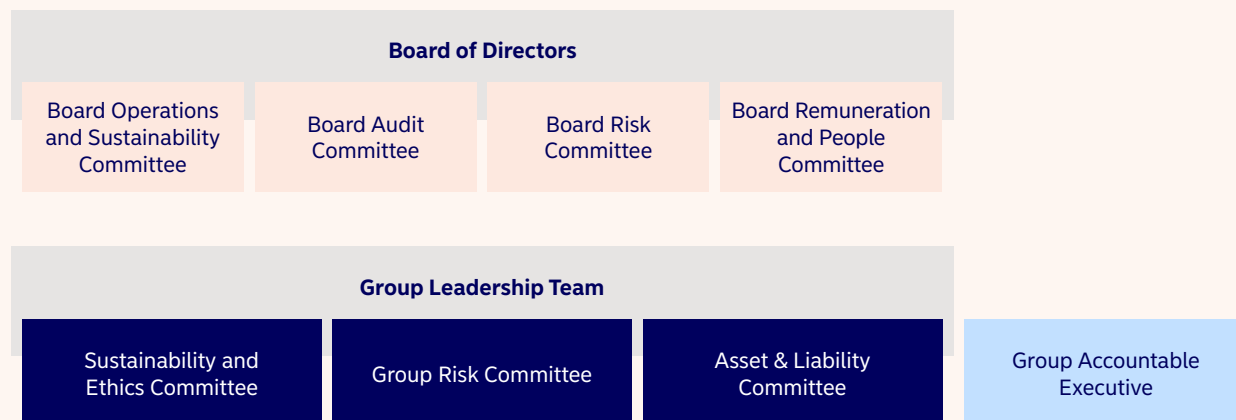 Board of Directors
Board Operations
and Sustainability
Committee
Board Audit
Committee
Board Risk
Committee
Board Remuneration
and People
Committee
Group Leadership Team
Sustainability and
Ethics Committee
Group Risk Committee
Asset & Liability
Committee
Group Accountable
Executive